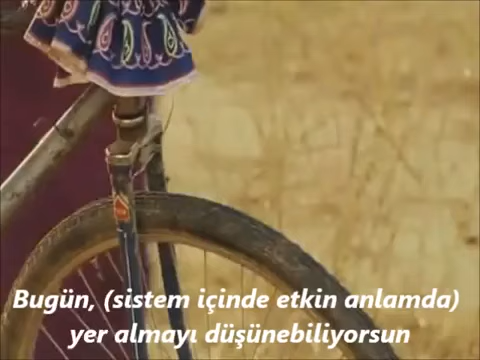 Bugün, (sistem içinde etkin anlamda)
yer almayı düşünebiliyorsun